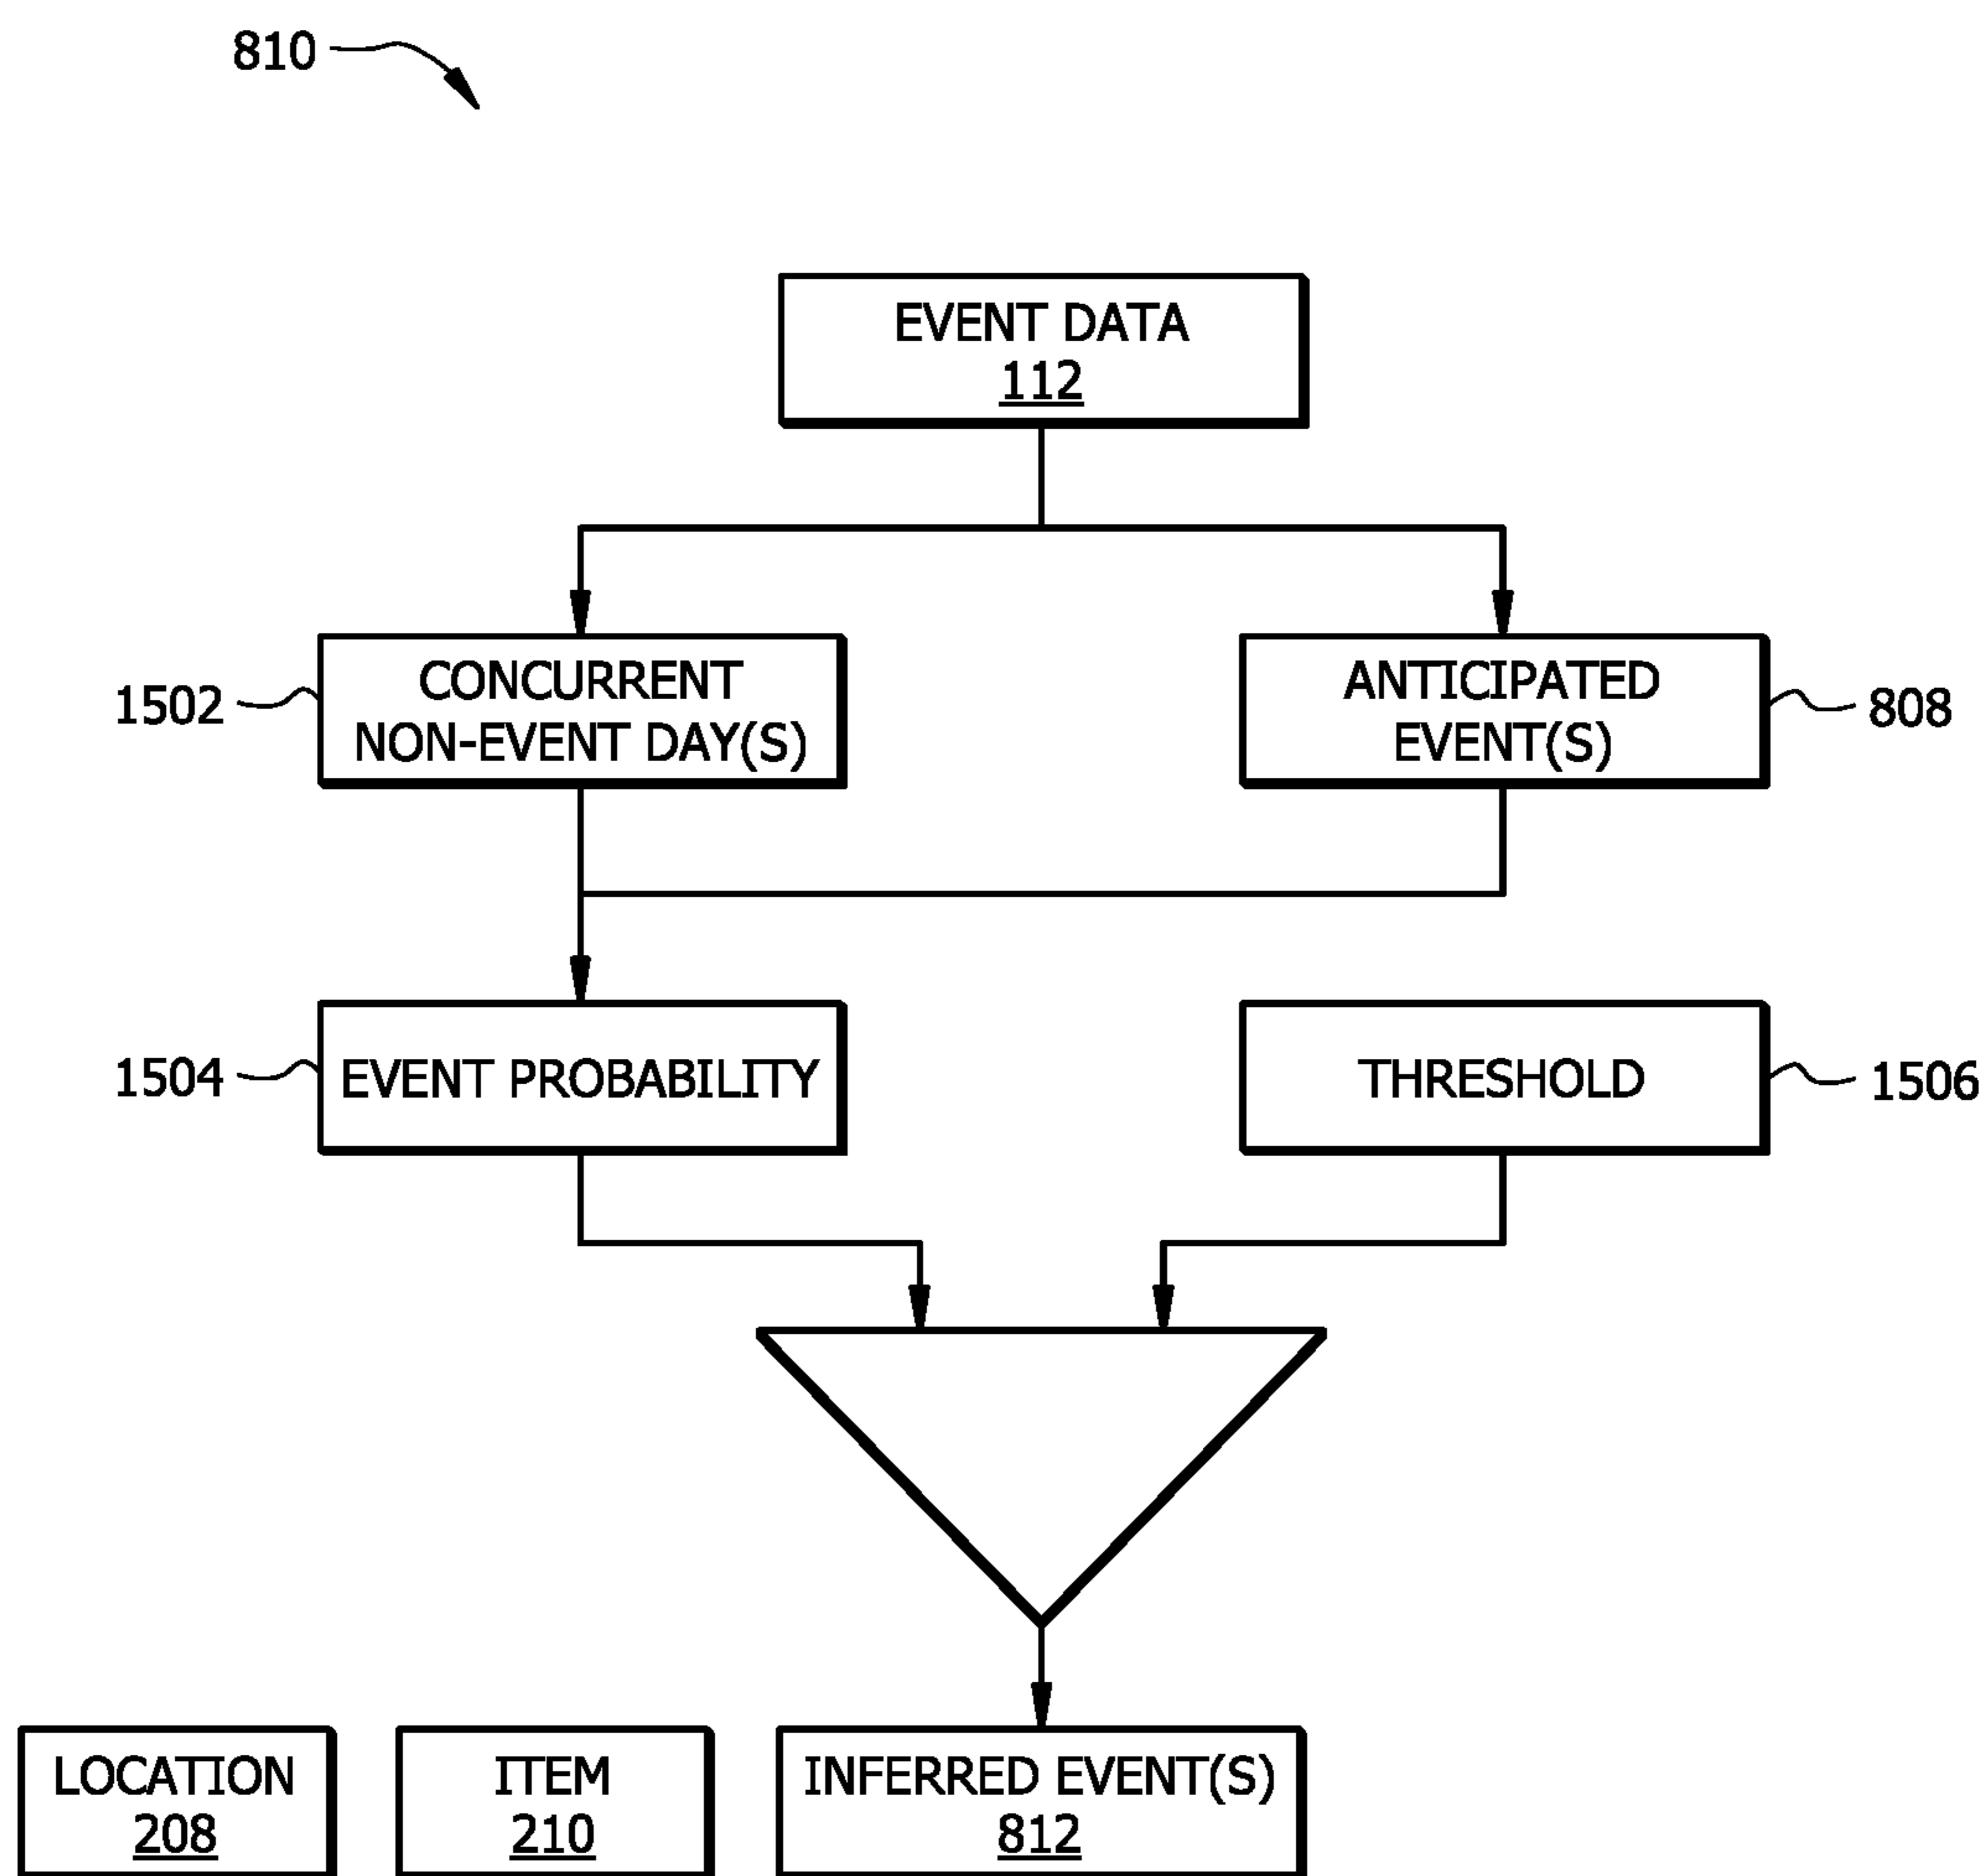 810
EVENT DATA
112
1502
CONCURRENT
NON-EVENT DAY(S)
ANTICIPATED
EVENT(S)
808
1504
EVENT PROBABILITY
THRESHOLD
1506
LOCATION
208
ITEM
210
INFERRED EVENT(S)
812